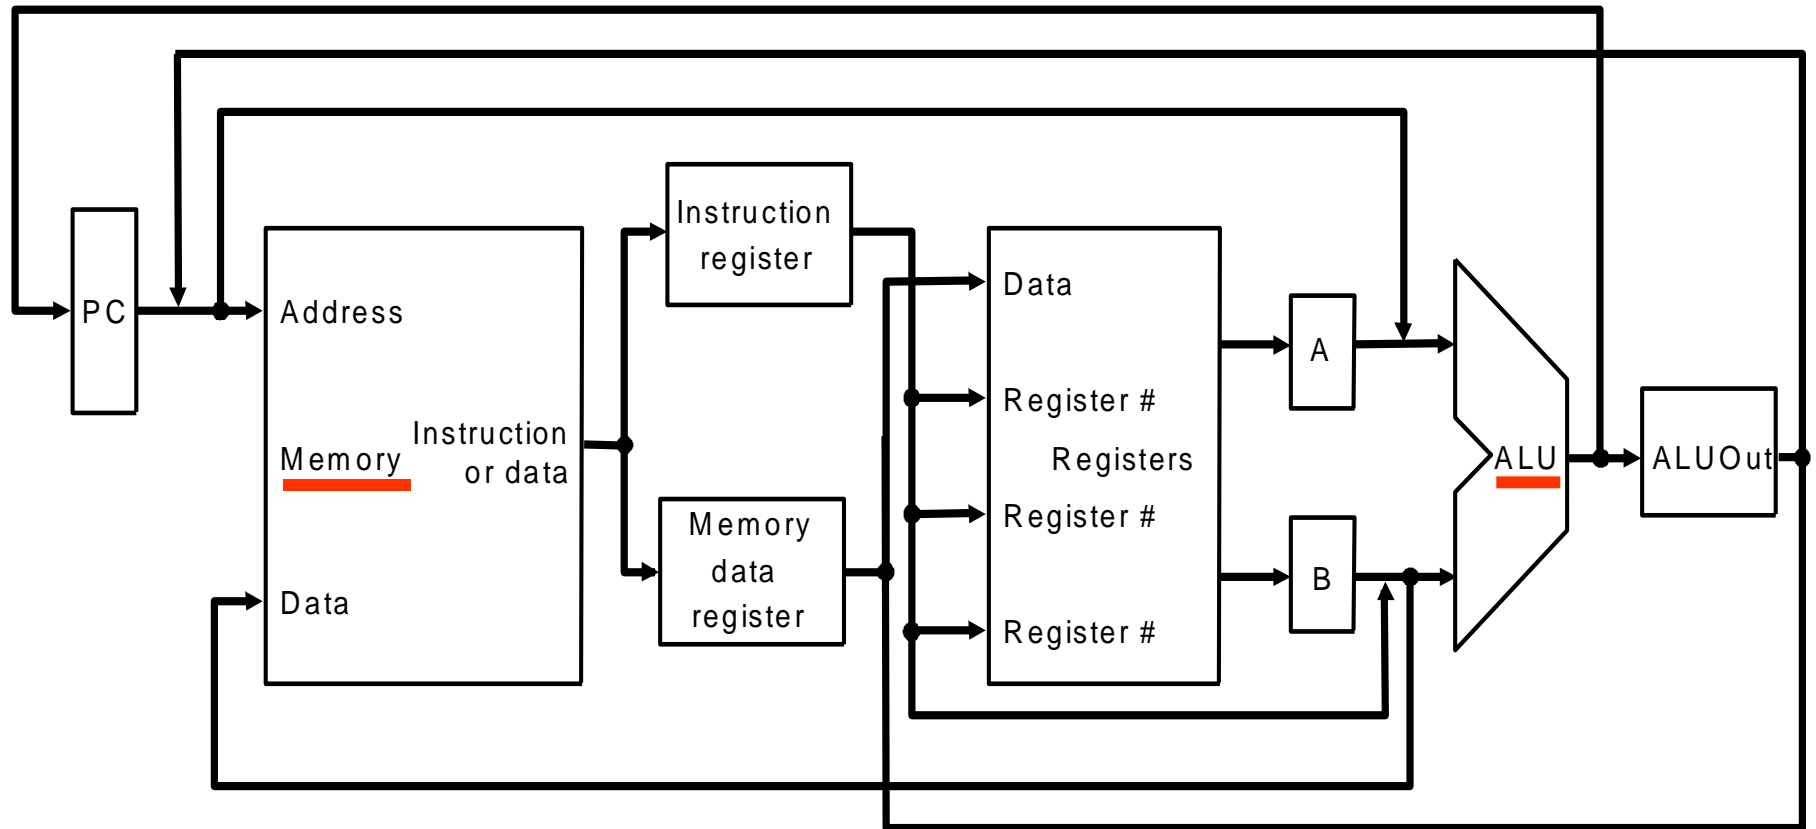 PC
Address
Memory
Instruction
or data
Data
Instruction
register
Memory
data
register
Data
Register #
Registers
Register #
Register #
A
B
ALU
ALUOut